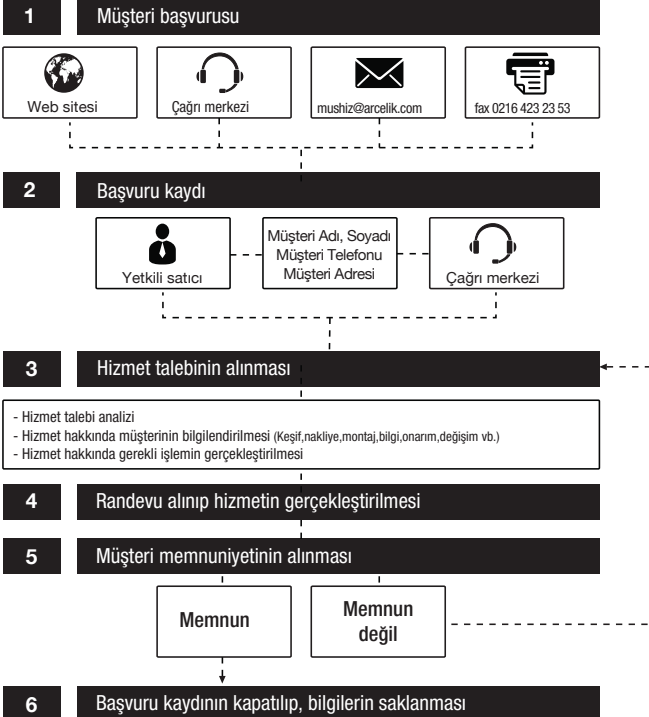 1 Müşteri başvurusu
Web sitesi
Çağrı merkezi
mushiz@arcelik.com
fax 0216 423 23 53
2 Başvuru kaydı
Yetkili satıcı
Müşteri Adı, Soyadı
Müşteri Telefonu
Müşteri Adresi
Çağrı merkezi
3 Hizmet talebinin alınması
- Hizmet talebi analizi
- Hizmet hakkında müşterinin bilgilendirilmesi (Keşif,nakliye,montaj,bilgi,onarım,değişim vb.)
- Hizmet hakkında gerekli işlemin gerçekleştirilmesi
4 Randevu alınıp hizmetin gerçekleştirilmesi
5 Müşteri memnuniyetinin alınması
Memnun
Memnun
değil
6 Başvuru kaydının kapatılıp, bilgilerin saklanması